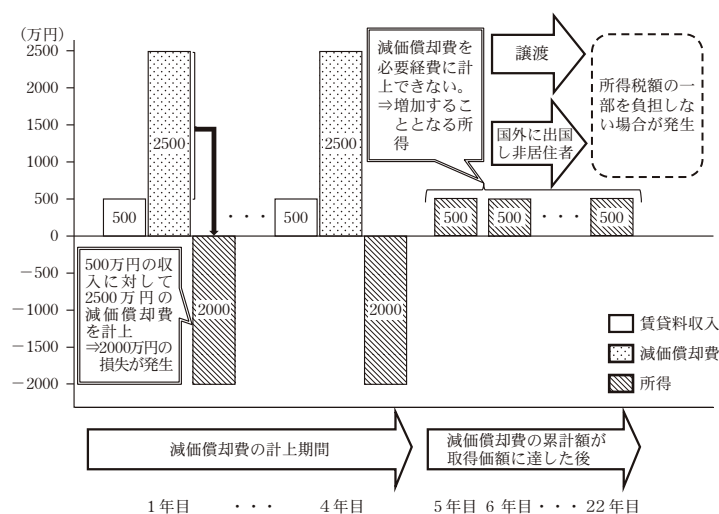 (万円)
2500
2000
1500
1000
500
0
−500
−1000
−1500
−2000
500
2500
2000
・・・
500
2500
2000
500
500
・・・
500
減価償却費を
必要経費に計
上できない。
⇒増加するこ
ととなる所
得
譲渡
国外に出国
し非居住者
所得税額の一
部を負担しな
い場合が発生
500万円の収
入に対して
2500万円の
減価償却費
を計上
⇒2000万円の
損失が発生
賃貸料収入
減価償却費
所得
減価償却費の計上期間
減価償却費の累計額が
取得価額に達した後
1年目 ・・・ 4年目 5年目 6年目・・・22年目